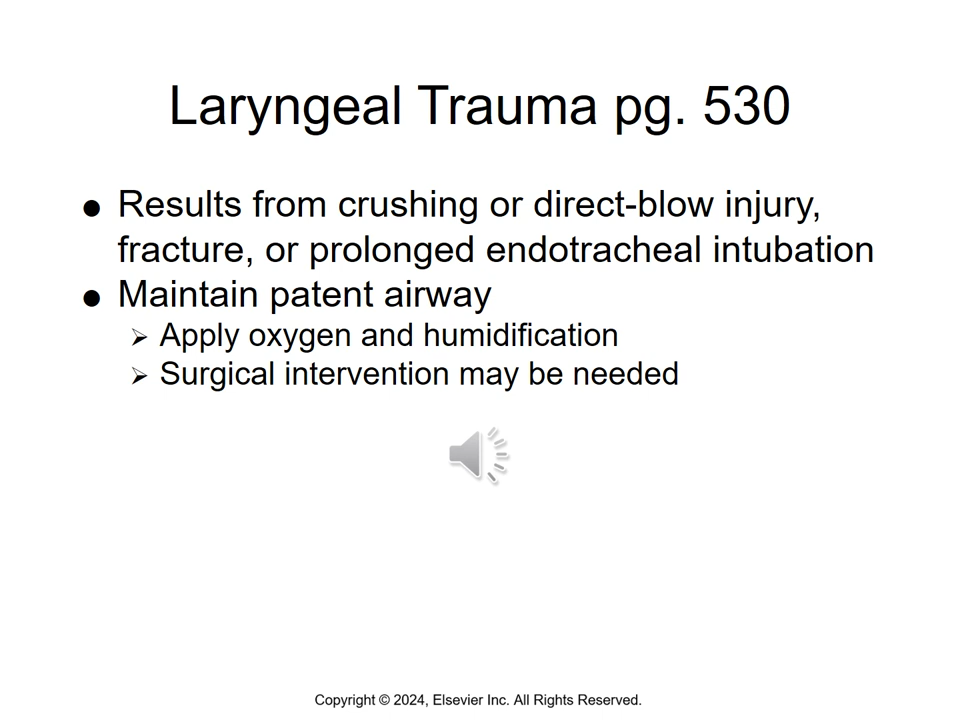 Laryngeal Trauma pg. 530
● Results from crushing or direct-blow injury,
fracture, or prolonged endotracheal intubation
● Maintain patent airway
➢ Apply oxygen and humidification
➢ Surgical intervention may be needed
Copyright © 2024, Elsevier Inc. All Rights Reserved.